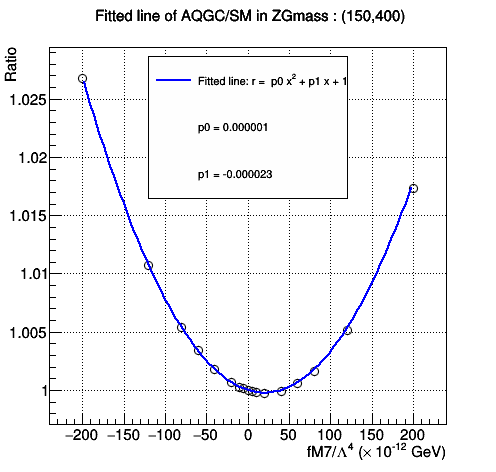 Fitted line of AQGC/SM in ZGmass : (150,400)
Ratio
Fitted line: r = p0 x² + p1 x + 1
p0 = 0.000001
p1 = -0.000023
1.025
1.02
1.015
1.01
1.005
1
−200 −150 −100 −50 0 50 100 150 200
fM7/Λ⁴ (× 10⁻¹² GeV)